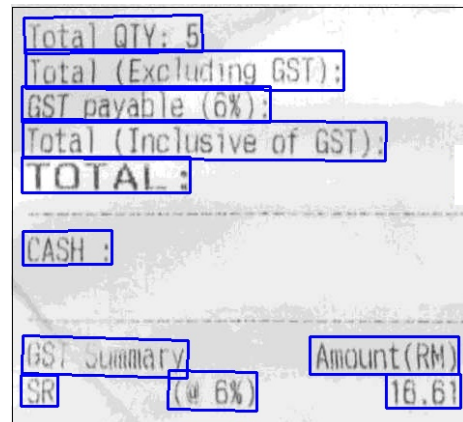 Total QTY: 5
Total (Excluding GST):
GST payable (6%):
Total (Inclusive of GST):
TOTAL :
CASH :
GST Summary Amount(RM)
SR (@ 6%) 16.61